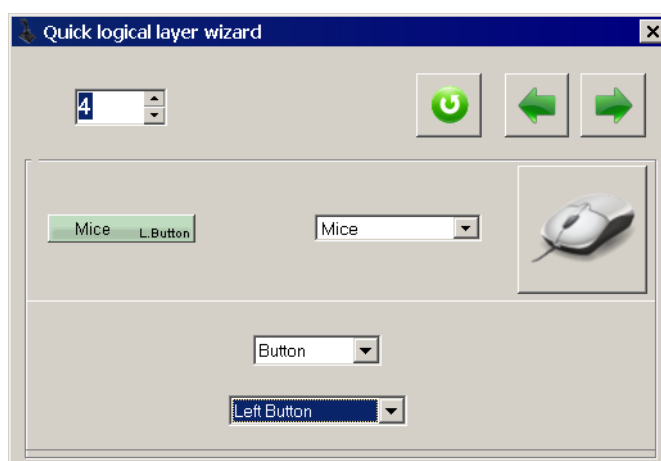 Quick logical layer wizard
4
Mice L.Button
Mice
Button
Left Button